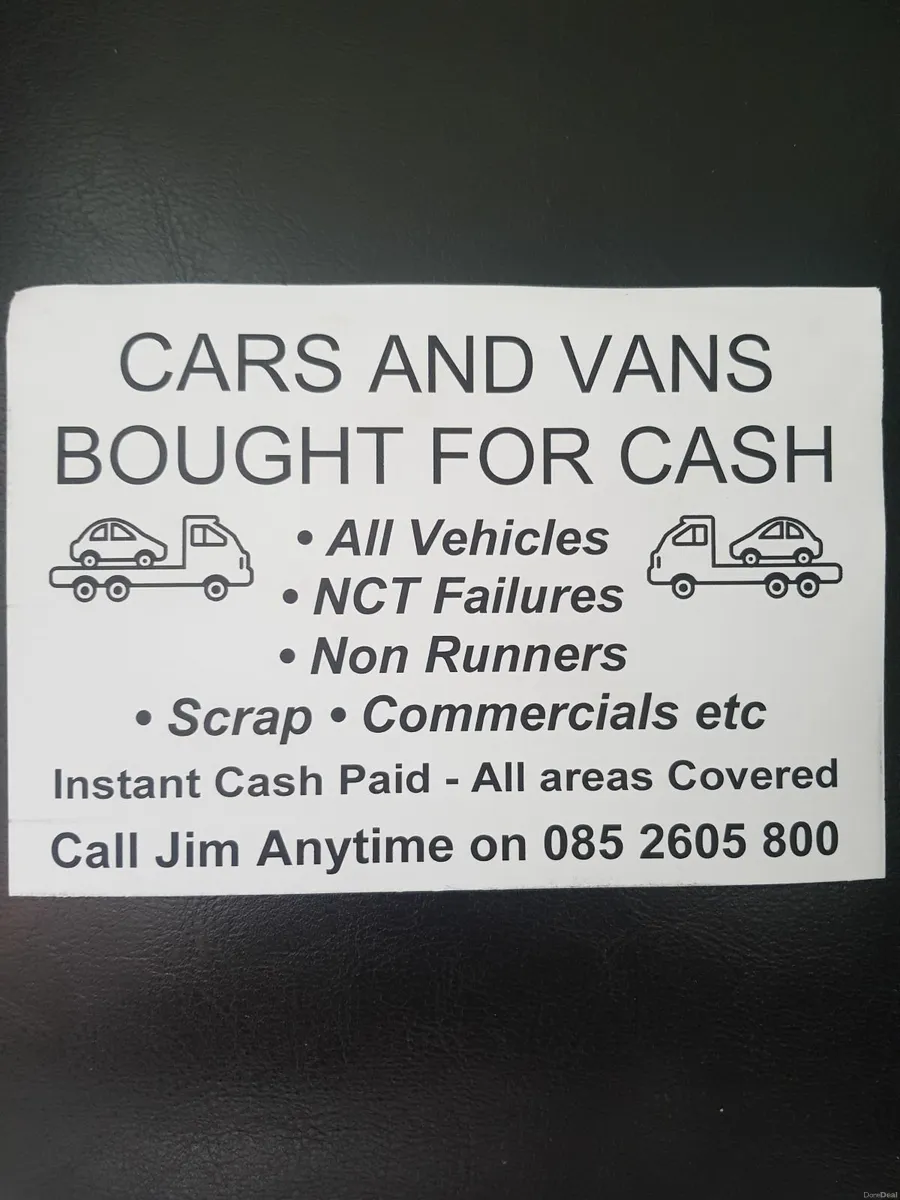 CARS AND VANS
BOUGHT FOR CASH
• All Vehicles
• NCT Failures
• Non Runners
• Scrap • Commercials etc
Instant Cash Paid - All areas Covered
Call Jim Anytime on 085 2605 800
DoneDeal